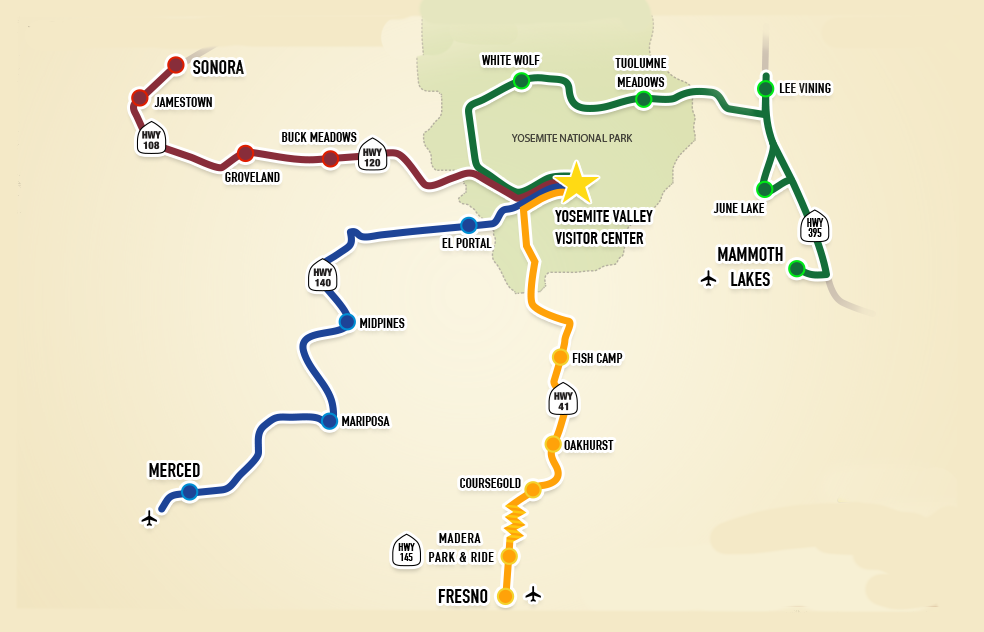 WHITE WOLF
TUOLUMNE
MEADOWS
SONORA
LEE VINING
JAMESTOWN
HWY
108
BUCK MEADOWS
HWY
120
YOSEMITE NATIONAL PARK
GROVELAND
JUNE LAKE
YOSEMITE VALLEY
VISITOR CENTER
HWY
395
EL PORTAL
MAMMOTH
LAKES
HWY
140
MIDPINES
FISH CAMP
HWY
41
MARIPOSA
OAKHURST
MERCED
COURSEGOLD
MADERA
PARK & RIDE
HWY
145
FRESNO